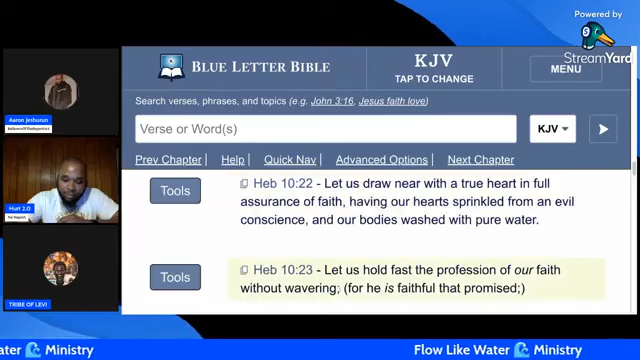 Powered by
StreamYard
BLUE LETTER BIBLE
KJV
TAP TO CHANGE
MENU
Search verses, phrases, and topics (e.g. John 3:16, Jesus faith love)
Verse or Word(s)
KJV
Prev Chapter | Help | Quick Nav | Advanced Options | Next Chapter
Tools
Heb 10:22 - Let us draw near with a true heart in full
assurance of faith, having our hearts sprinkled from an evil
conscience, and our bodies washed with pure water.
Tools
Heb 10:23 - Let us hold fast the profession of our faith
without wavering; (for he is faithful that promised;)
Aaron Jeshurun
Hurt 2.0
TRIBE OF LEVI
ater Ministry
Flow Like Water Ministry